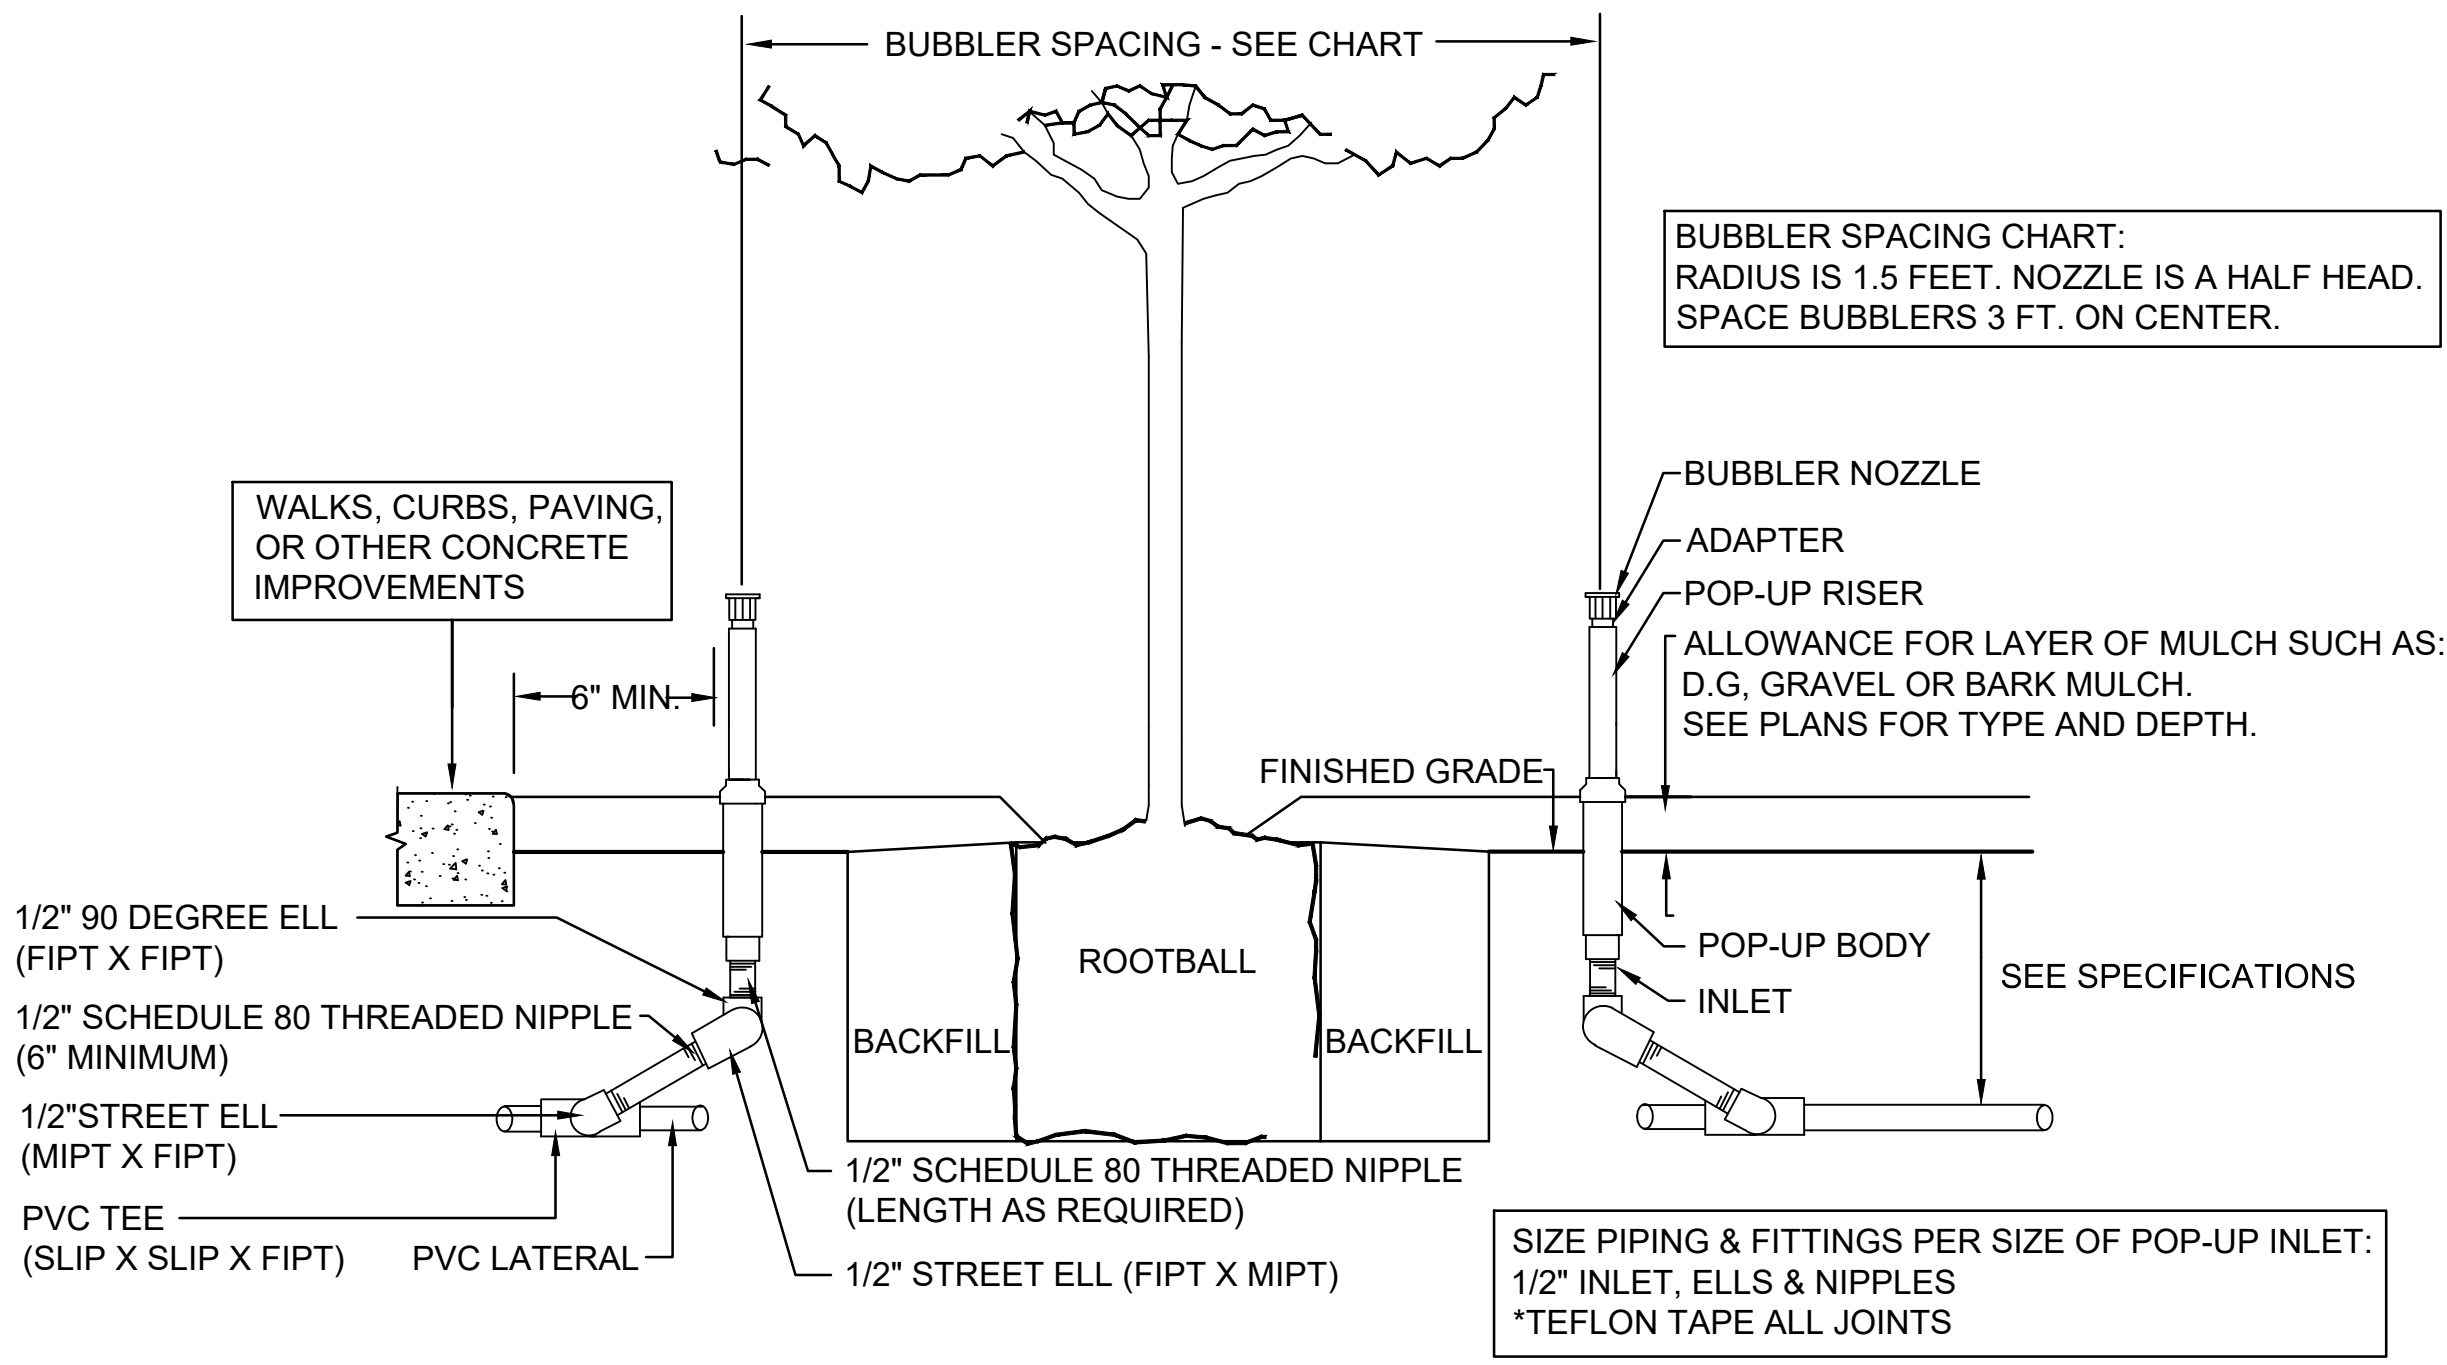 BUBBLER SPACING - SEE CHART
BUBBLER SPACING CHART:
RADIUS IS 1.5 FEET. NOZZLE IS A HALF HEAD.
SPACE BUBBLERS 3 FT. ON CENTER.
WALKS, CURBS, PAVING,
OR OTHER CONCRETE
IMPROVEMENTS
6" MIN.
BUBBLER NOZZLE
ADAPTER
POP-UP RISER
ALLOWANCE FOR LAYER OF MULCH SUCH AS:
D.G, GRAVEL OR BARK MULCH.
SEE PLANS FOR TYPE AND DEPTH.
FINISHED GRADE
1/2" 90 DEGREE ELL
(FIPT X FIPT)
1/2" SCHEDULE 80 THREADED NIPPLE
(6" MINIMUM)
1/2"STREET ELL
(MIPT X FIPT)
PVC TEE
(SLIP X SLIP X FIPT)
PVC LATERAL
BACKFILL
ROOTBALL
BACKFILL
POP-UP BODY
INLET
SEE SPECIFICATIONS
1/2" SCHEDULE 80 THREADED NIPPLE
(LENGTH AS REQUIRED)
1/2" STREET ELL (FIPT X MIPT)
SIZE PIPING & FITTINGS PER SIZE OF POP-UP INLET:
1/2" INLET, ELLS & NIPPLES
*TEFLON TAPE ALL JOINTS